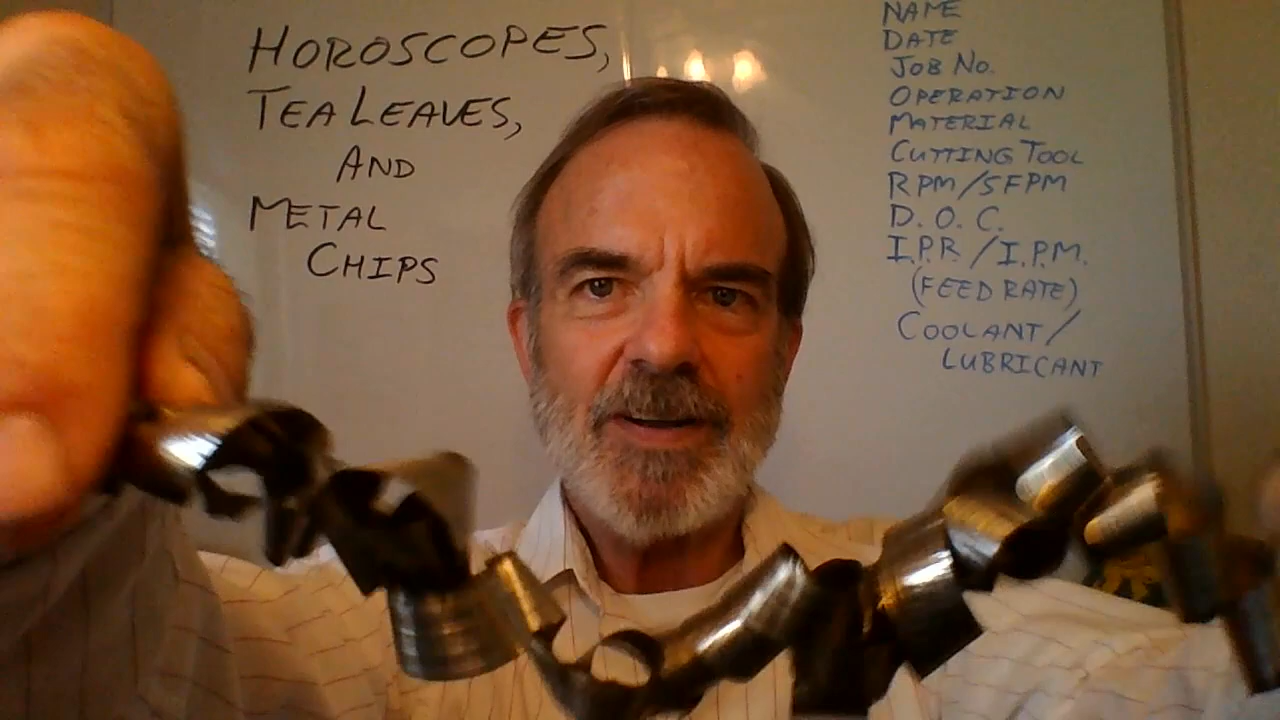 HOROSCOPES,
TEA LEAVES,
AND
METAL
CHIPS
NAME
DATE
JOB NO.
OPERATION
MATERIAL
CUTTING TOOL
RPM/SFPM
D.O.C.
I.P.R/I.P.M.
(FEED RATE)
COOLANT/
LUBRICANT